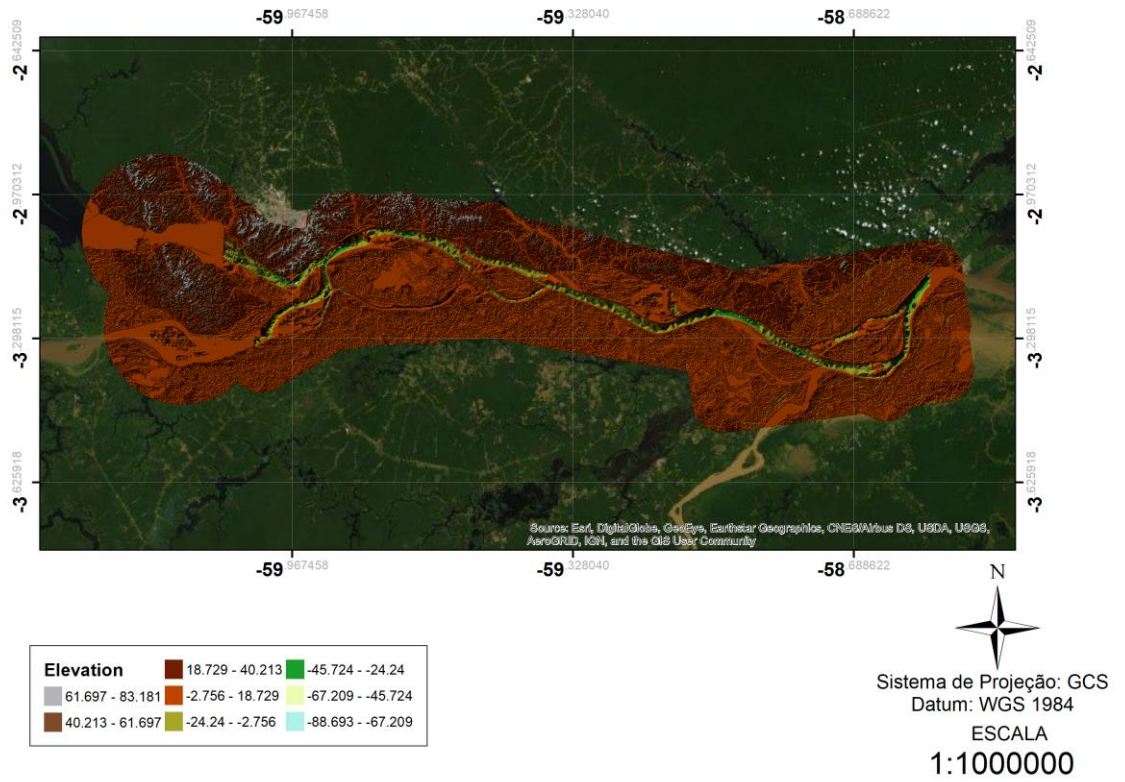 -59.967458 -59.328040 -58.688622
-2.642509 -2.642509
-2.970312 -2.970312
-3.298115 -3.298115
-3.625918 -3.625918
Source: Esri, DigitalGlobe, GeoEye, Earthstar Geographics, CNES/Airbus DS, USDA, USGS,
AeroGRID, IGN, and the GIS User Community
-59.967458 -59.328040 -58.688622
N
Elevation 18.729 - 40.213 -45.724 - -24.24
61.697 - 83.181 -2.756 - 18.729 -67.209 - -45.724
40.213 - 61.697 -24.24 - -2.756 -88.693 - -67.209
Sistema de Projeção: GCS
Datum: WGS 1984
ESCALA
1:1000000